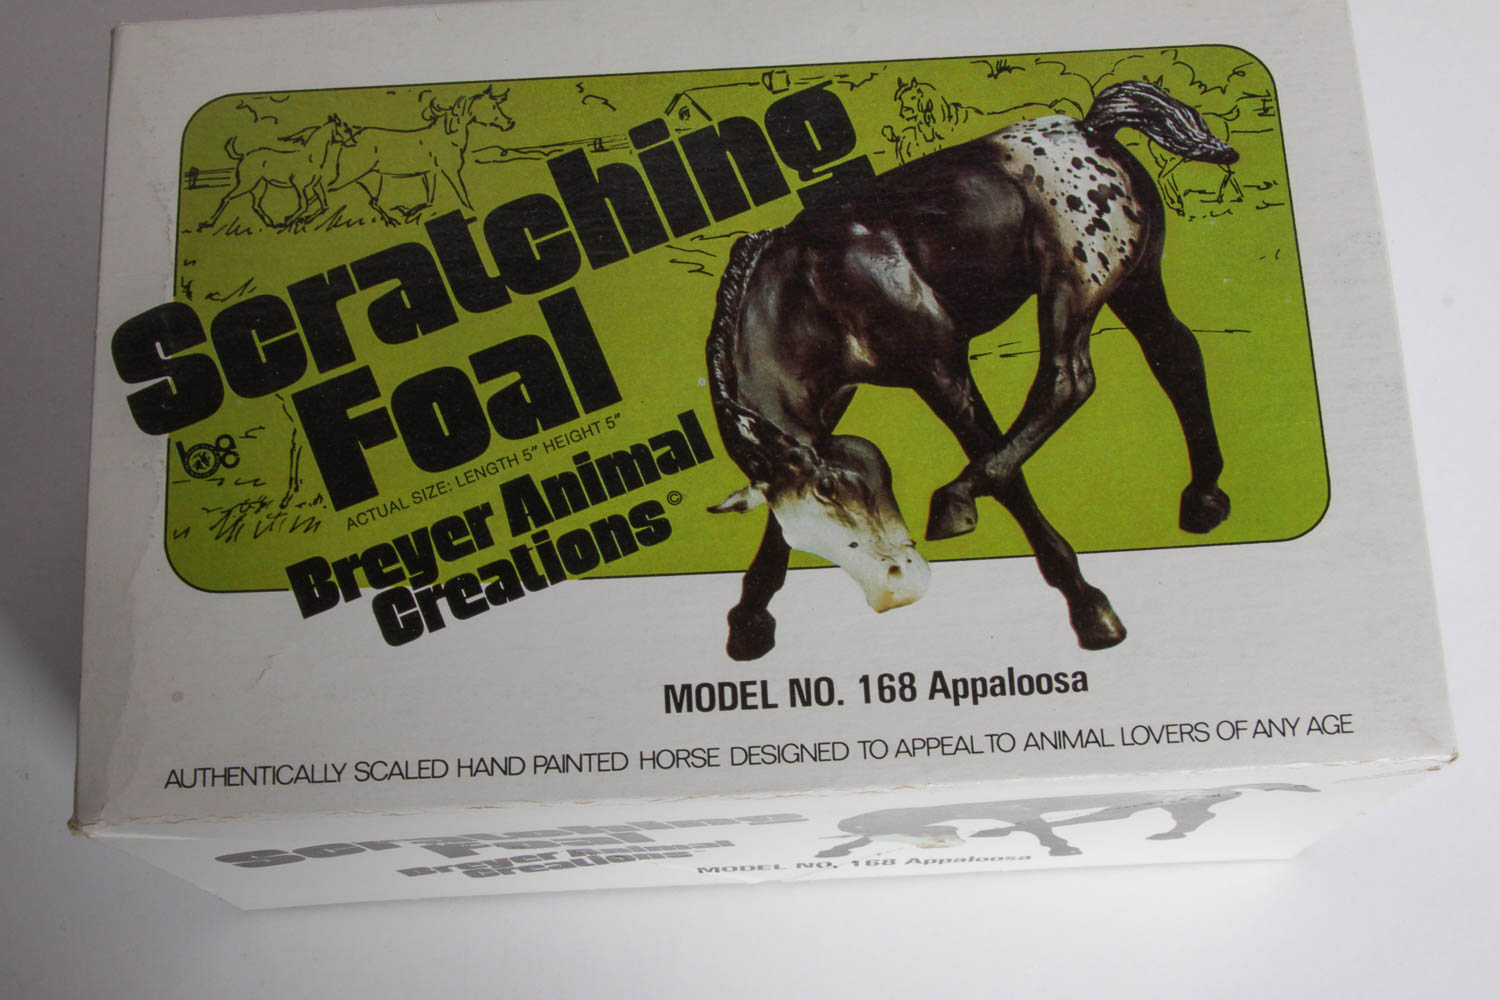 Scratching
Foal
ACTUAL SIZE: LENGTH 5" HEIGHT 5"
Breyer Animal
Creations©
MODEL NO. 168 Appaloosa
AUTHENTICALLY SCALED HAND PAINTED HORSE DESIGNED TO APPEAL TO ANIMAL LOVERS OF ANY AGE
Scratching
Foal
Breyer Animal
Creations
MODEL NO. 168 Appaloosa